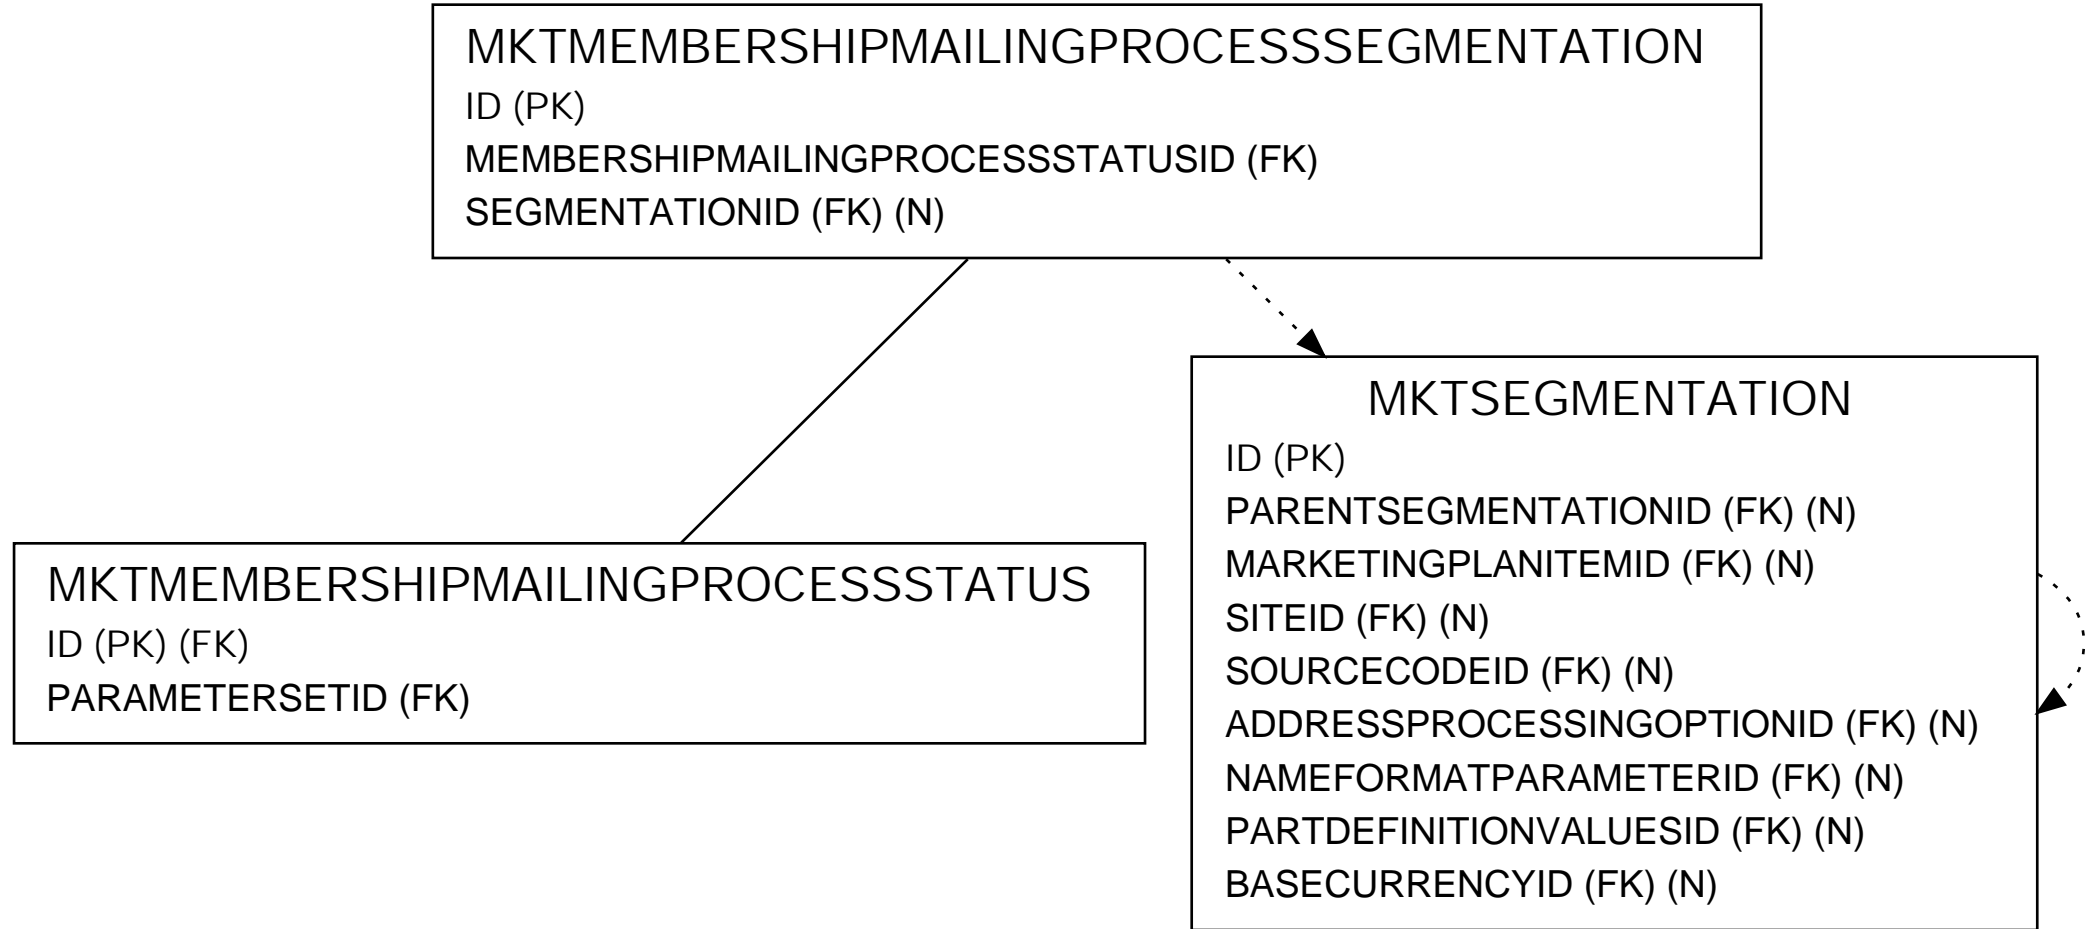 MKTMEMBERSHIPMAILINGPROCESSSEGMENTATION
ID (PK)
MEMBERSHIPMAILINGPROCESSSTATUSID (FK)
SEGMENTATIONID (FK) (N)
MKTMEMBERSHIPMAILINGPROCESSSTATUS
ID (PK) (FK)
PARAMETERSETID (FK)
MKTSEGMENTATION
ID (PK)
PARENTSEGMENTATIONID (FK) (N)
MARKETINGPLANITEMID (FK) (N)
SITEID (FK) (N)
SOURCECODEID (FK) (N)
ADDRESSPROCESSINGOPTIONID (FK) (N)
NAMEFORMATPARAMETERID (FK) (N)
PARTDEFINITIONVALUESID (FK) (N)
BASECURRENCYID (FK) (N)